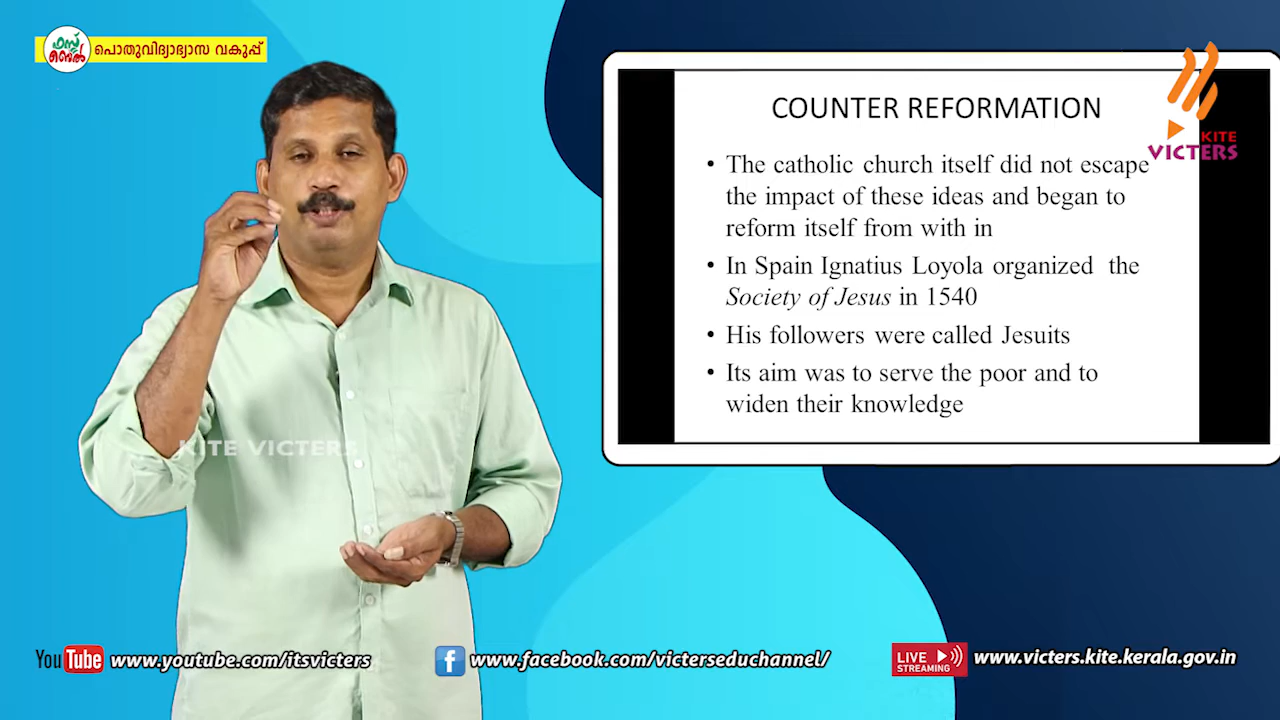 ഫസ്റ്റ്
ബെൽ
പൊതുവിദ്യാഭ്യാസ വകുപ്പ്
COUNTER REFORMATION
KITE
VICTERS
• The catholic church itself did not escape
the impact of these ideas and began to
reform itself from with in
• In Spain Ignatius Loyola organized the
Society of Jesus in 1540
• His followers were called Jesuits
• Its aim was to serve the poor and to
widen their knowledge
KITE VICTERS
YouTube www.youtube.com/itsvicters
f www.facebook.com/victerseduchannel/
LIVE
STREAMING
www.victers.kite.kerala.gov.in